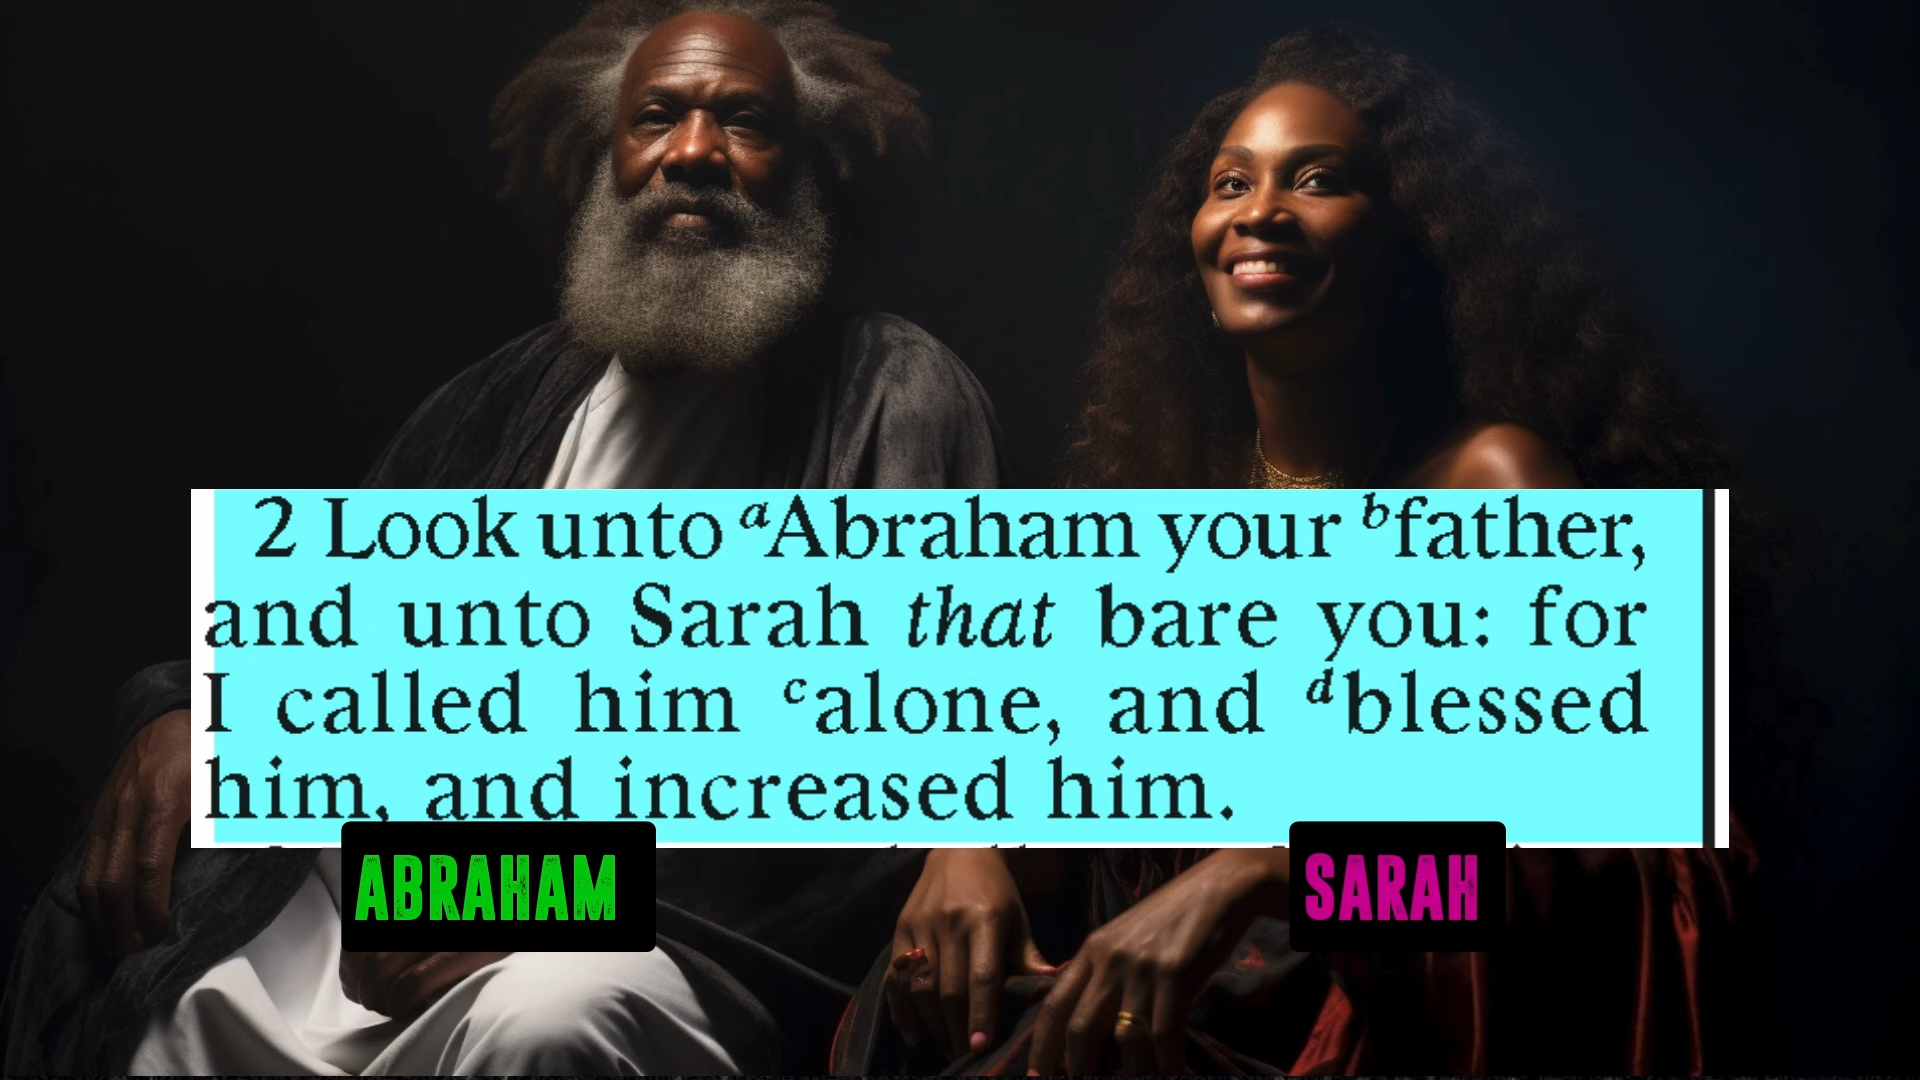 2 Look unto aAbraham your bfather,
and unto Sarah that bare you: for
I called him calone, and dblessed
him, and increased him.
ABRAHAM
SARAH